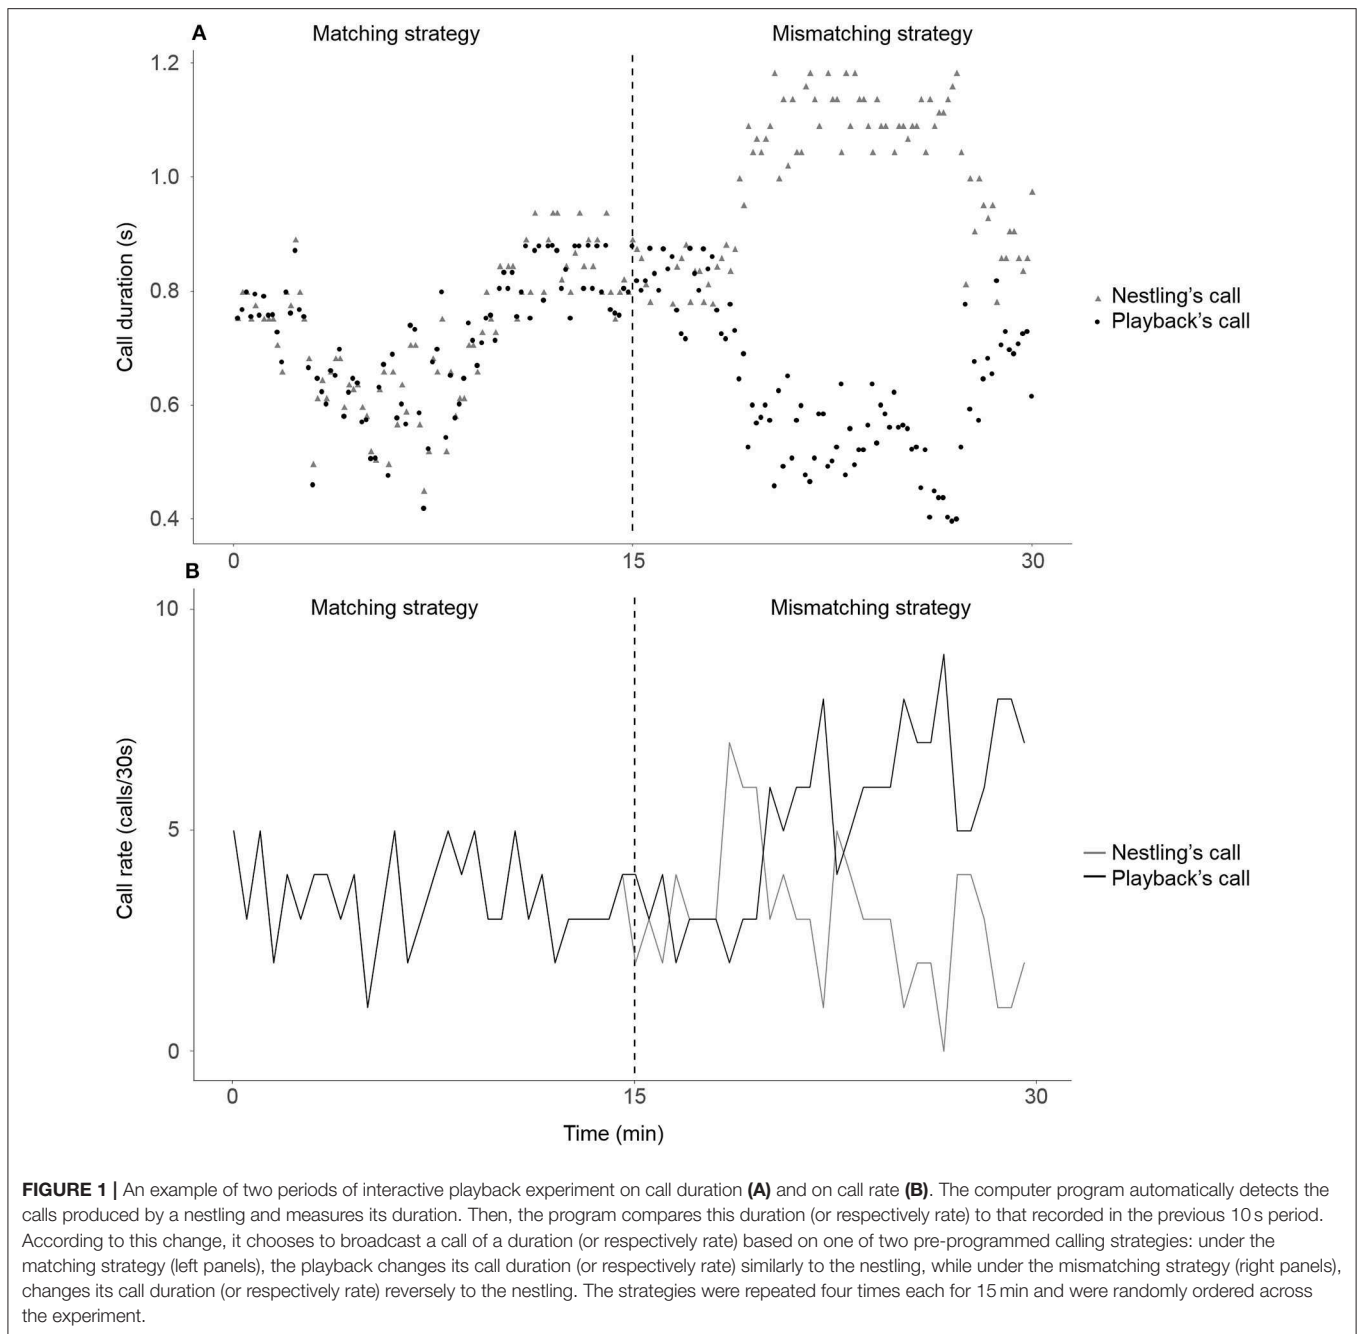 A
Matching strategy
Mismatching strategy
1.2
1.0
0.8
0.6
0.4
Call duration (s)
Nestling's call
Playback's call
0
15
30
B
Matching strategy
Mismatching strategy
10
5
0
Call rate (calls/30s)
Nestling's call
Playback's call
0
15
30
Time (min)
FIGURE 1 | An example of two periods of interactive playback experiment on call duration (A) and on call rate (B). The computer program automatically detects the
calls produced by a nestling and measures its duration. Then, the program compares this duration (or respectively rate) to that recorded in the previous 10 s period.
According to this change, it chooses to broadcast a call of a duration (or respectively rate) based on one of two pre-programmed calling strategies: under the
matching strategy (left panels), the playback changes its call duration (or respectively rate) similarly to the nestling, while under the mismatching strategy (right panels),
changes its call duration (or respectively rate) reversely to the nestling. The strategies were repeated four times each for 15 min and were randomly ordered across
the experiment.